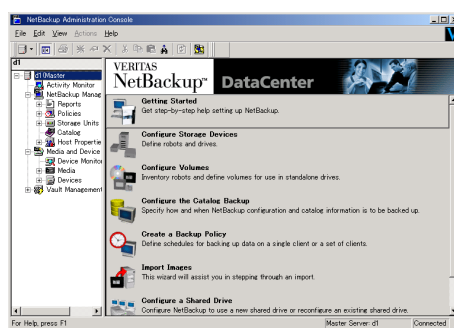 NetBackup Administration Console
File Edit View Actions Help
d1
d1(Master
Activity Monitor
NetBackup Manag
Reports
Policies
Storage Units
Catalog
Host Propertie
Media and Device
Device Monitor
Media
Devices
Vault Management
VERITAS
NetBackup™ DataCenter
Getting Started
Get step-by-step help setting up NetBackup.
Configure Storage Devices
Define robots and drives.
Configure Volumes
Inventory robots and define volumes for use in standalone drives.
Configure the Catalog Backup
Specify how and when NetBackup configuration and catalog information is to be backed up.
Create a Backup Policy
Define schedules for backing up data on a single client or a set of clients.
Import Images
This wizard will assist you in stepping through an import.
Configure a Shared Drive
Configure NetBackup to use a new shared drive or reconfigure an existing shared drive.
For Help, press F1
Master Server: d1
Connected